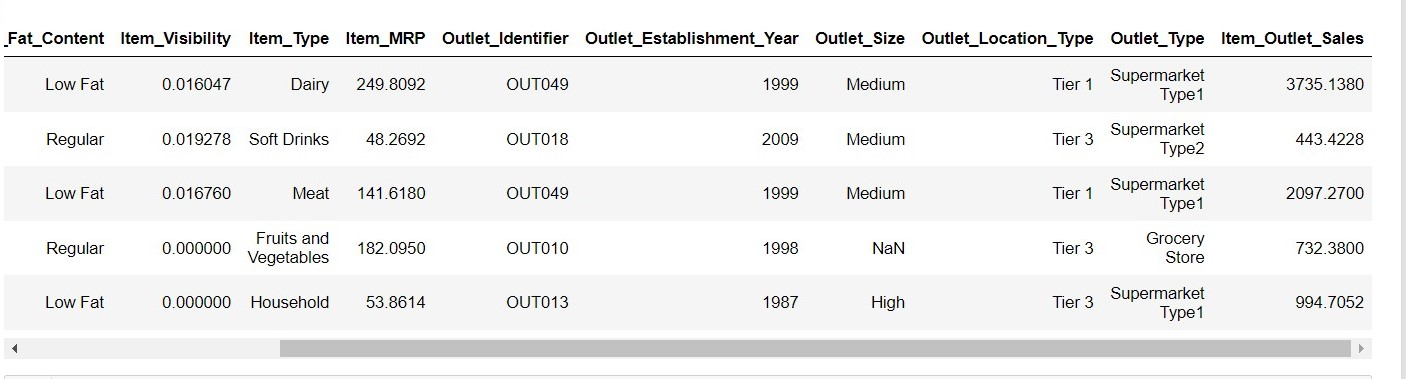 _Fat_Content Item_Visibility Item_Type Item_MRP Outlet_Identifier Outlet_Establishment_Year Outlet_Size Outlet_Location_Type Outlet_Type Item_Outlet_Sales
Low Fat 0.016047 Dairy 249.8092 OUT049 1999 Medium Tier 1 Supermarket Type1 3735.1380
Regular 0.019278 Soft Drinks 48.2692 OUT018 2009 Medium Tier 3 Supermarket Type2 443.4228
Low Fat 0.016760 Meat 141.6180 OUT049 1999 Medium Tier 1 Supermarket Type1 2097.2700
Regular 0.000000 Fruits and Vegetables 182.0950 OUT010 1998 NaN Tier 3 Grocery Store 732.3800
Low Fat 0.000000 Household 53.8614 OUT013 1987 High Tier 3 Supermarket Type1 994.7052